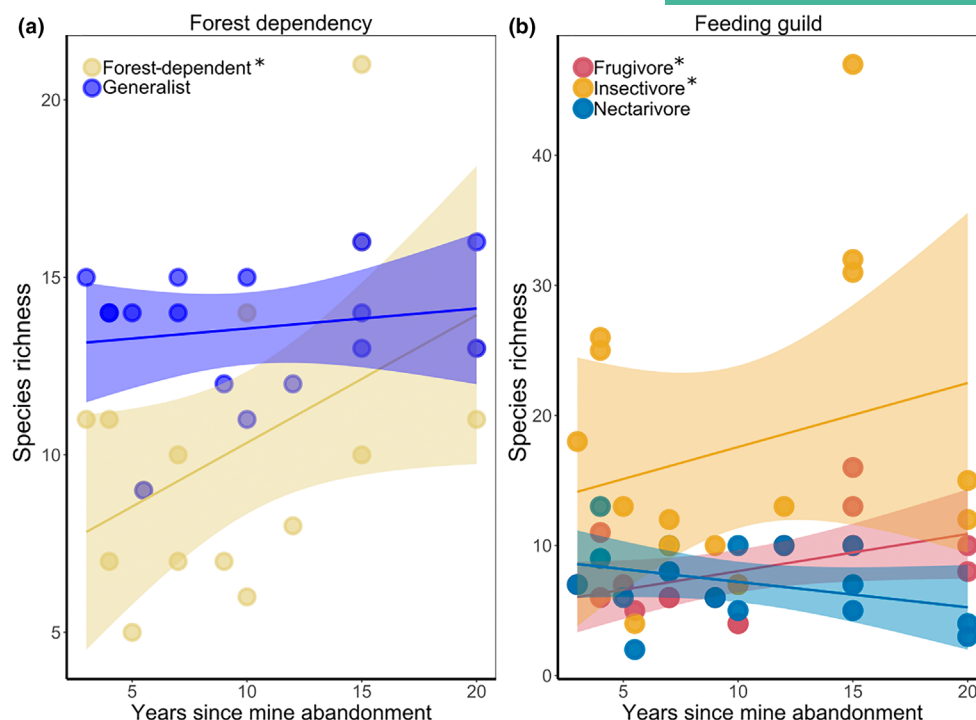 (a)
Forest dependency
Forest-dependent*
Generalist
20
15
10
5
Species richness
5
10
15
20
Years since mine abandonment
(b)
Feeding guild
Frugivore*
Insectivore*
Nectarivore
40
30
20
10
0
Species richness
5
10
15
20
Years since mine abandonment